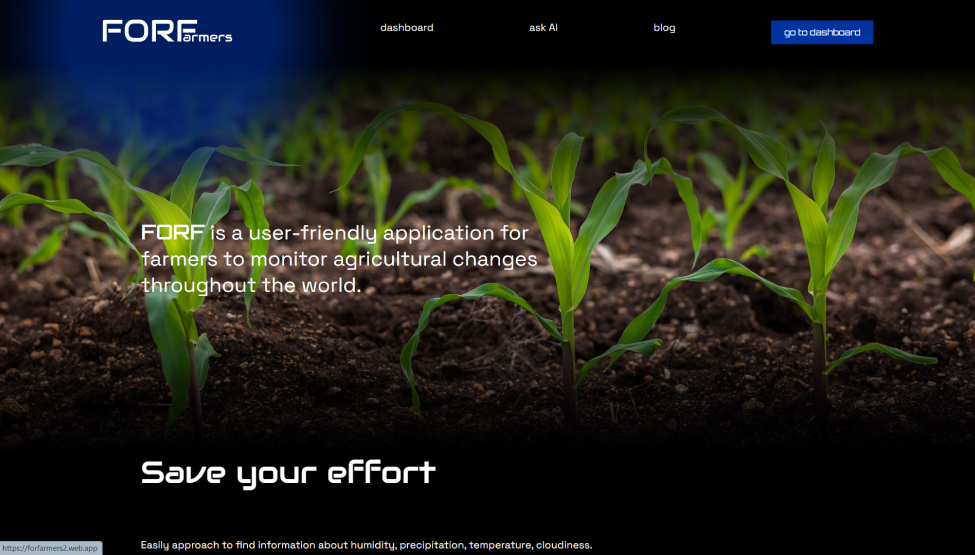 FORFarmers
dashboard
ask AI
blog
go to dashboard
FORF is a user-friendly application for
farmers to monitor agricultural changes
throughout the world.
Save your effort
Easily approach to find information about humidity, precipitation, temperature, cloudiness.
https://forfarmers2.web.app